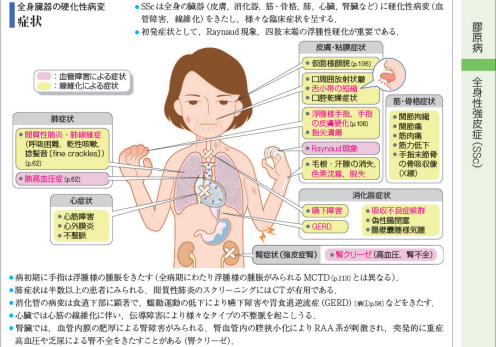 全身臓器の硬化性病変
症状
● SScは全身の臓器(皮膚,消化器,筋・骨格,肺,心臓,腎臓など)に硬化性病変(血
管障害,線維化)をきたし,様々な臨床症状を呈する.
● 初発症状として,Raynaud現象,四肢末端の浮腫性硬化が重要である.
:血管障害による症状
:線維化による症状
皮膚・粘膜症状
● 仮面様顔貌(p.106)
● 口周囲放射状皺
● 舌小帯の短縮
● 口腔乾燥症状
● 浮腫様手指,手指
の皮膚硬化(p.106)
● 指尖潰瘍
● Raynaud現象
● 毛根・汗腺の消失,
色素沈着,脱失
筋・骨格症状
● 関節拘縮
● 関節痛
● 筋肉痛
● 筋力低下
● 手指末節骨
の骨吸収像
(X線)
肺症状
● 間質性肺炎・肺線維症
(呼吸困難,乾性咳嗽,
捻髪音〔fine crackles〕)
(p.62)
● 肺高血圧症(p.62)
心症状
● 心筋障害
● 心外膜炎
● 不整脈
消化器症状
● 嚥下障害
● GERD
● 吸収不良症候群
● 偽性腸閉塞
● 腸壁嚢腫様気腫
腎症状(強皮症腎)
● 腎クリーゼ(高血圧,腎不全)
● 病初期に手指は浮腫様の腫脹をきたす(全病期にわたり浮腫様の腫脹がみられるMCTD(p.113)とは異なる).
● 肺症状は半数以上の患者にみられる.間質性肺炎のスクリーニングにはCTが有用である.
● 消化管の病変は食道下部に顕著で,蠕動運動の低下により嚥下障害や胃食道逆流症(GERD)(病①p.58)などをきたす.
● 心臓では心筋の線維化に伴い,伝導障害により様々なタイプの不整脈を起こしうる.
● 腎臓では,血管内膜の肥厚による腎障害がみられる.腎血管内の内腔狭小化によりRAA系が刺激され,突発的に重症
高血圧や乏尿による腎不全をきたすことがある(腎クリーゼ).
膠原病
全身性強皮症(SSc)